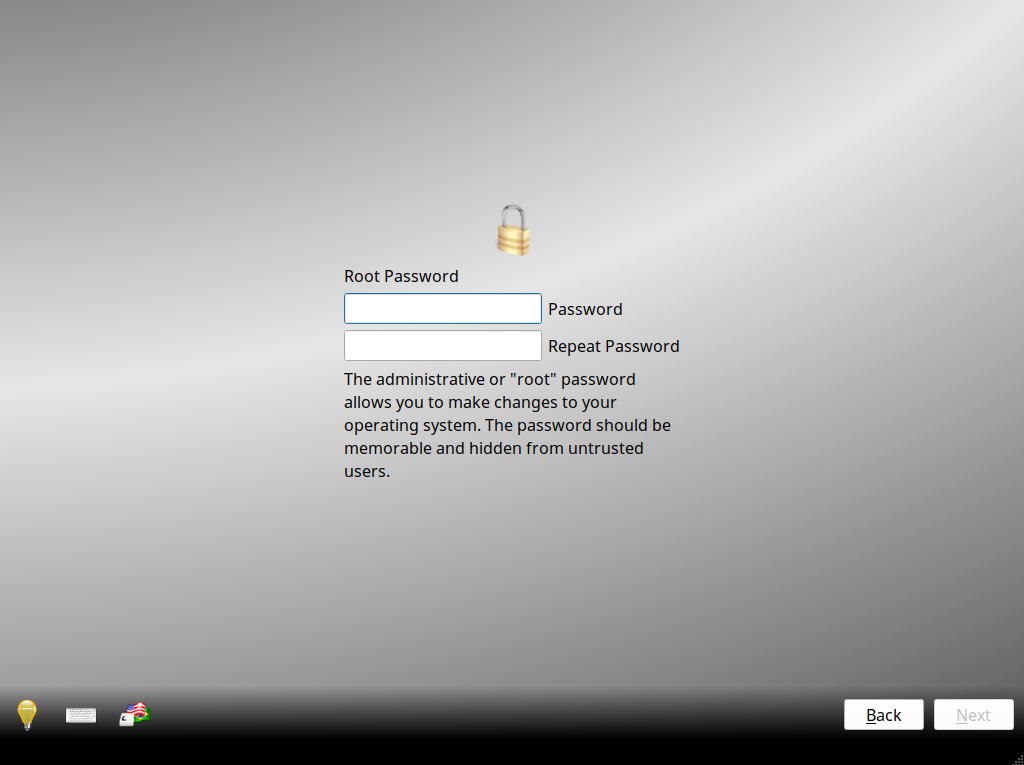 Root Password
Password
Repeat Password
The administrative or "root" password
allows you to make changes to your
operating system. The password should be
memorable and hidden from untrusted
users.
Back
Next